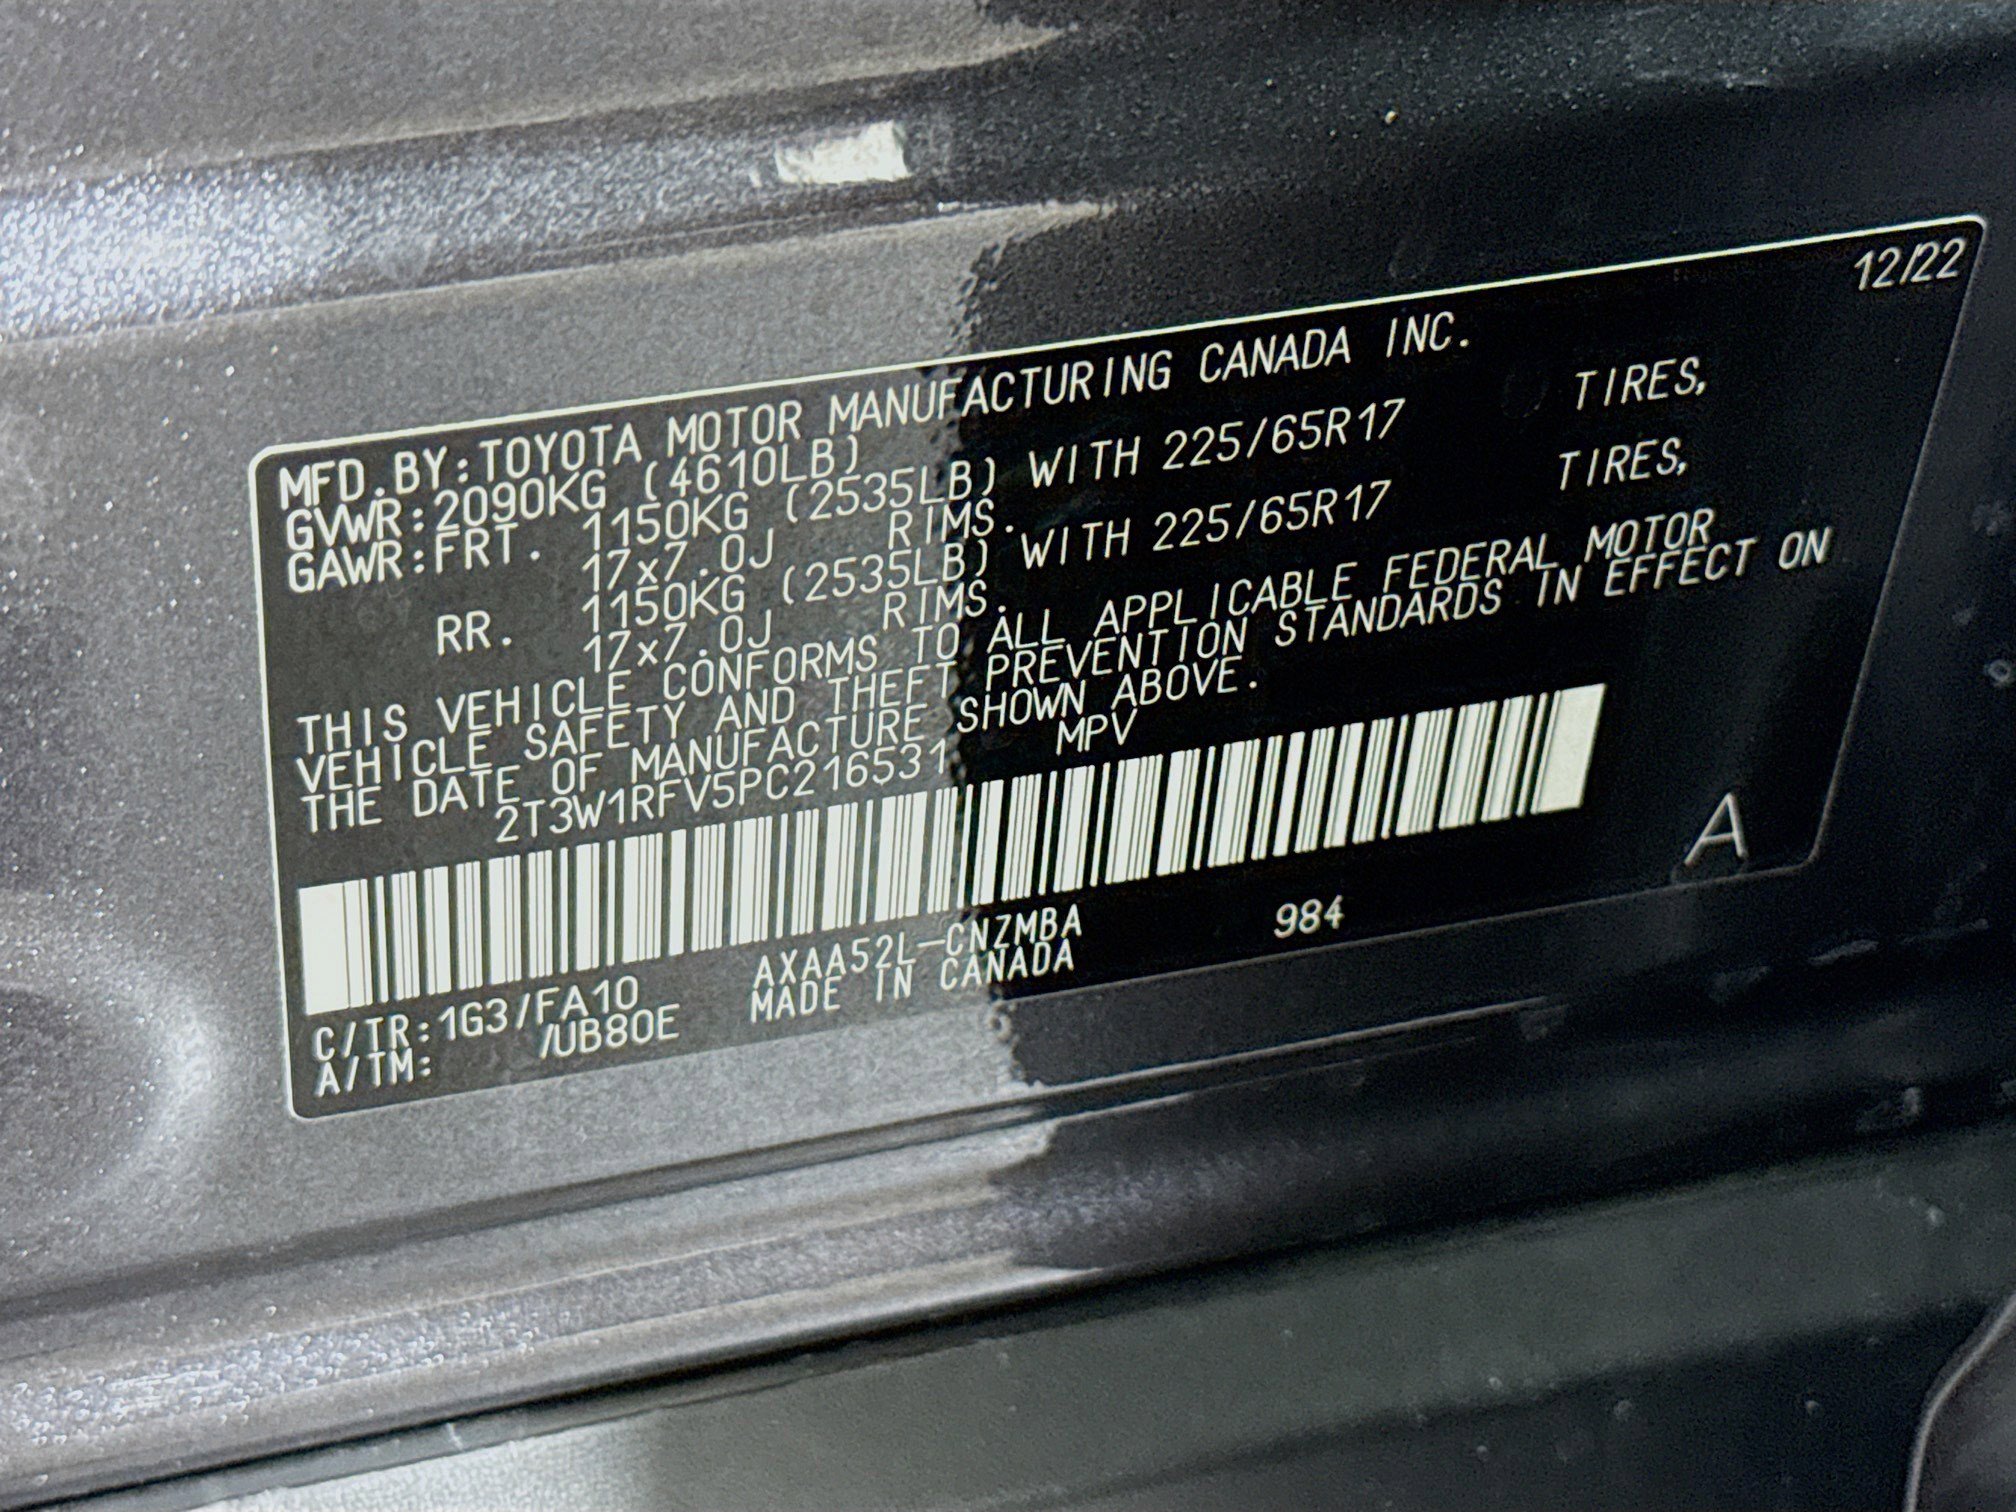 12/22
MFD.BY:TOYOTA MOTOR MANUFACTURING CANADA INC.
GVWR:2090KG (4610LB)
GAWR:FRT. 1150KG (2535LB) WITH 225/65R17 TIRES,
17x7.0J RIMS.
RR. 1150KG (2535LB) WITH 225/65R17 TIRES,
17x7.0J RIMS.
THIS VEHICLE CONFORMS TO ALL APPLICABLE FEDERAL MOTOR
VEHICLE SAFETY AND THEFT PREVENTION STANDARDS IN EFFECT ON
THE DATE OF MANUFACTURE SHOWN ABOVE.
2T3W1RFV5PC216531 MPV
A
C/TR:1G3/FA10 AXAA52L-CNZMBA 984
A/TM: /UB80E MADE IN CANADA